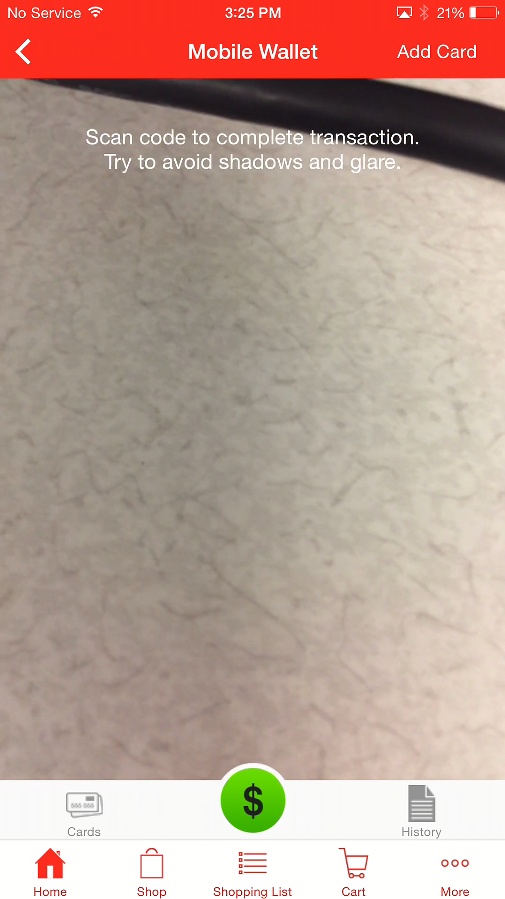 No Service 3:25 PM 21%
Mobile Wallet Add Card
Scan code to complete transaction.
Try to avoid shadows and glare.
$
Cards History
Home Shop Shopping List Cart More